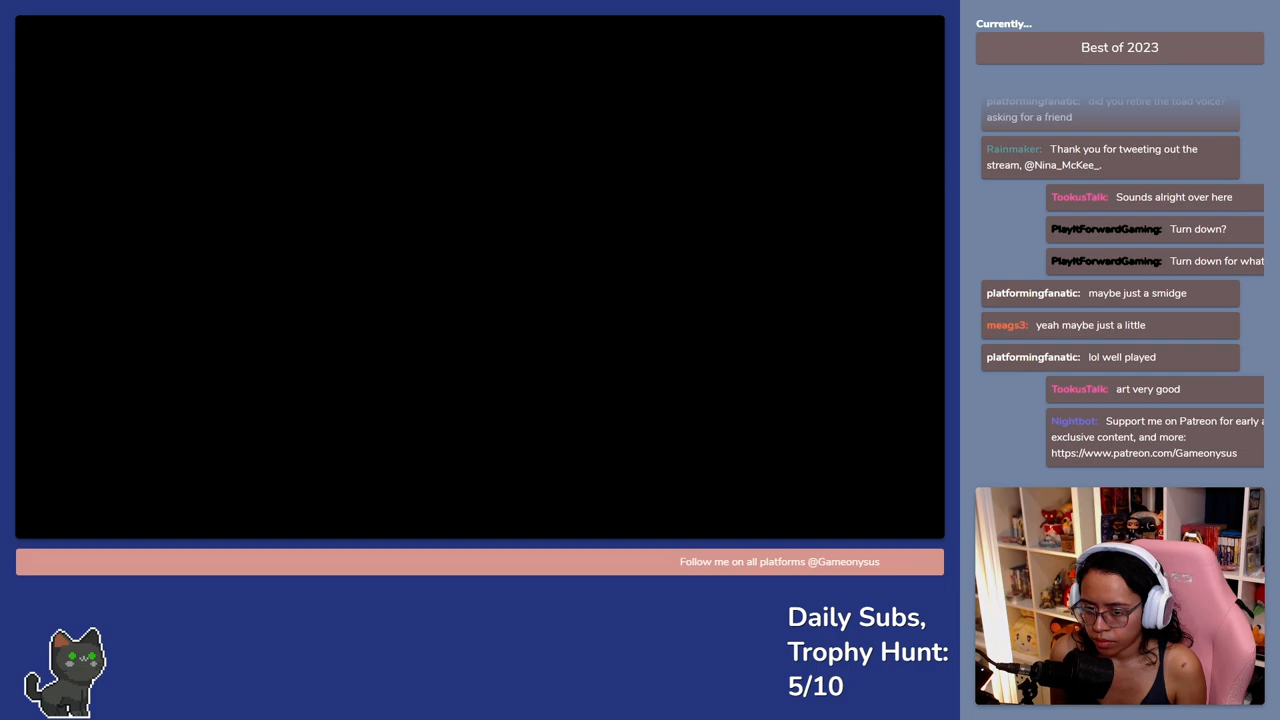 Currently...
Best of 2023
platformingfanatic: did you retire the toad voice?
asking for a friend
Rainmaker: Thank you for tweeting out the
stream, @Nina_McKee_.
TookusTalk: Sounds alright over here
PlayItForwardGaming: Turn down?
PlayItForwardGaming: Turn down for what
platformingfanatic: maybe just a smidge
meags3: yeah maybe just a little
platformingfanatic: lol well played
TookusTalk: art very good
Nightbot: Support me on Patreon for early a
exclusive content, and more:
https://www.patreon.com/Gameonysus
Follow me on all platforms @Gameonysus
Daily Subs,
Trophy Hunt:
5/10